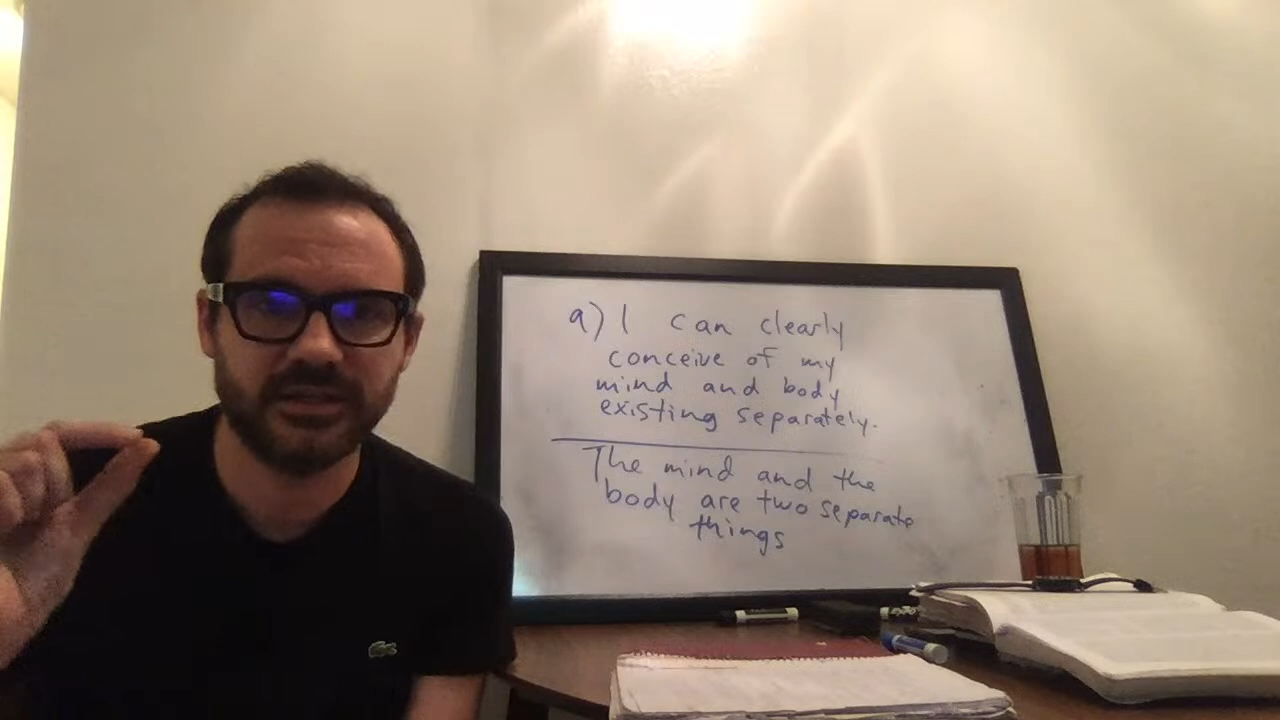 a) I can clearly
conceive of my
mind and body
existing separately.
The mind and the
body are two separate
things